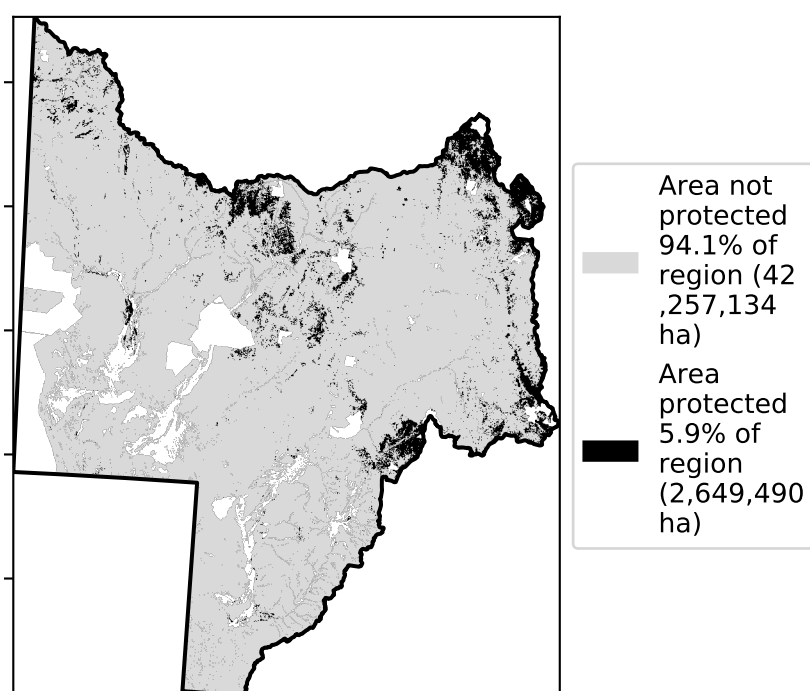 Area not
protected
94.1% of
region (42
,257,134
ha)
Area
protected
5.9% of
region
(2,649,490
ha)